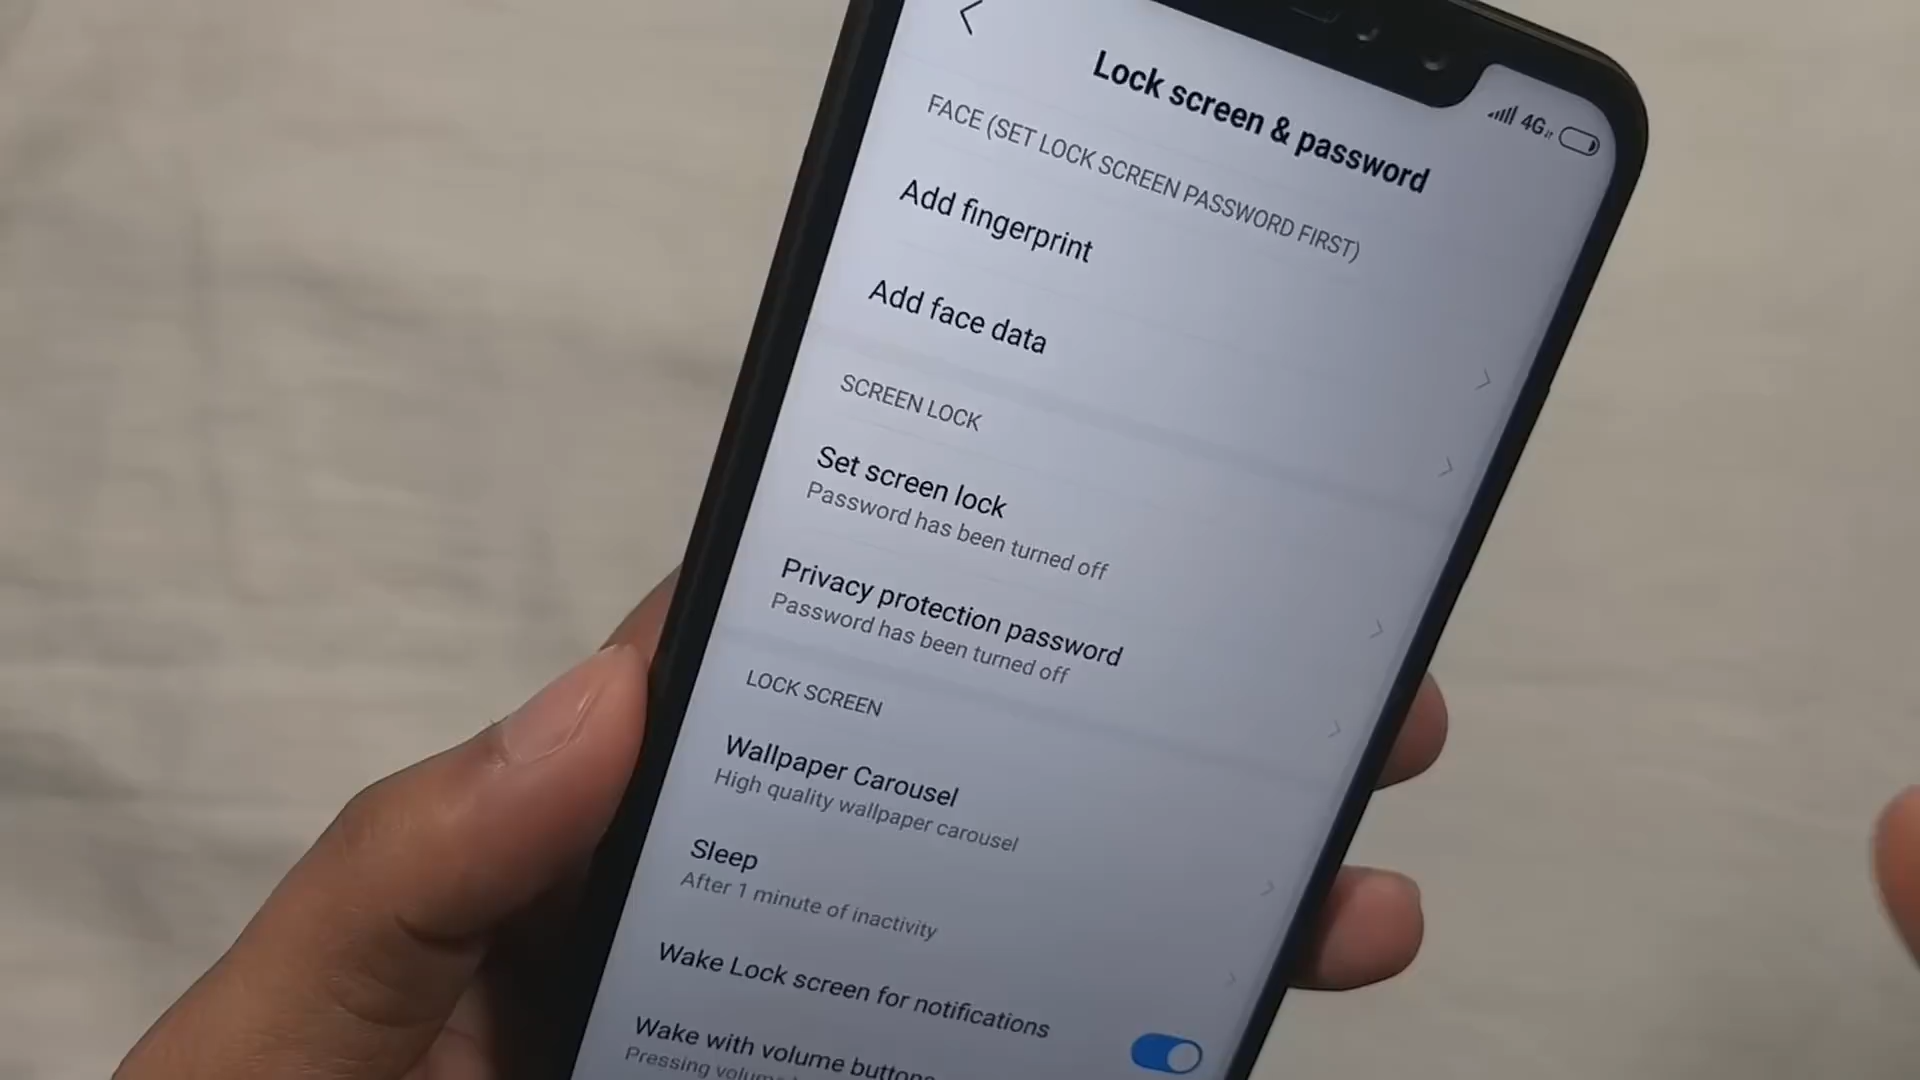 4G
Lock screen & password
FACE (SET LOCK SCREEN PASSWORD FIRST)
Add fingerprint
Add face data
SCREEN LOCK
Set screen lock
Password has been turned off
Privacy protection password
Password has been turned off
LOCK SCREEN
Wallpaper Carousel
High quality wallpaper carousel
Sleep
After 1 minute of inactivity
Wake Lock screen for notifications
Wake with volume buttons
Pressing